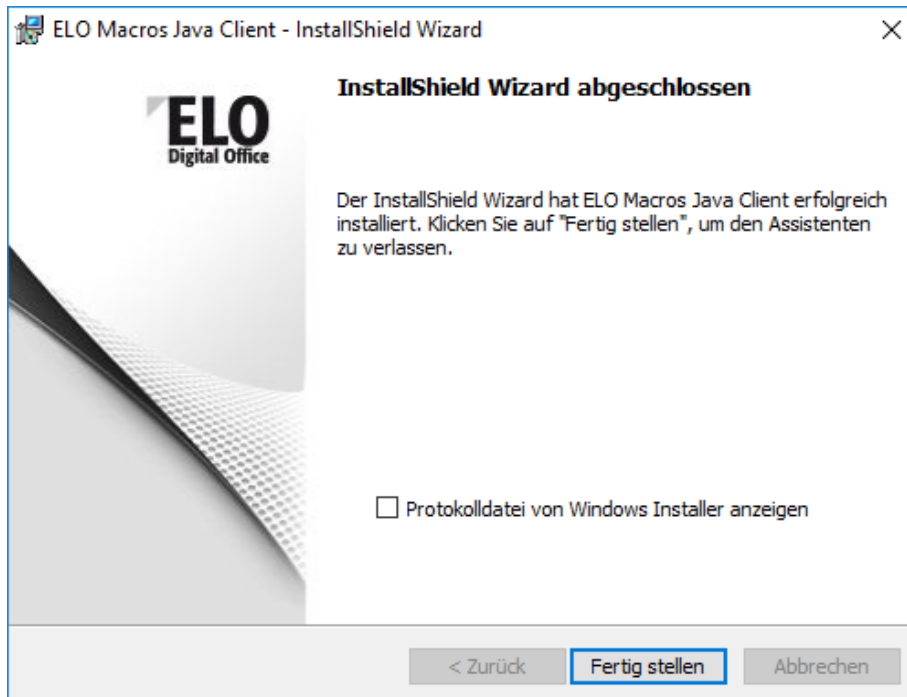 ELO Macros Java Client - InstallShield Wizard
InstallShield Wizard abgeschlossen
ELO
Digital Office
Der InstallShield Wizard hat ELO Macros Java Client erfolgreich
installiert. Klicken Sie auf "Fertig stellen", um den Assistenten
zu verlassen.
Protokolldatei von Windows Installer anzeigen
< Zurück
Fertig stellen
Abbrechen